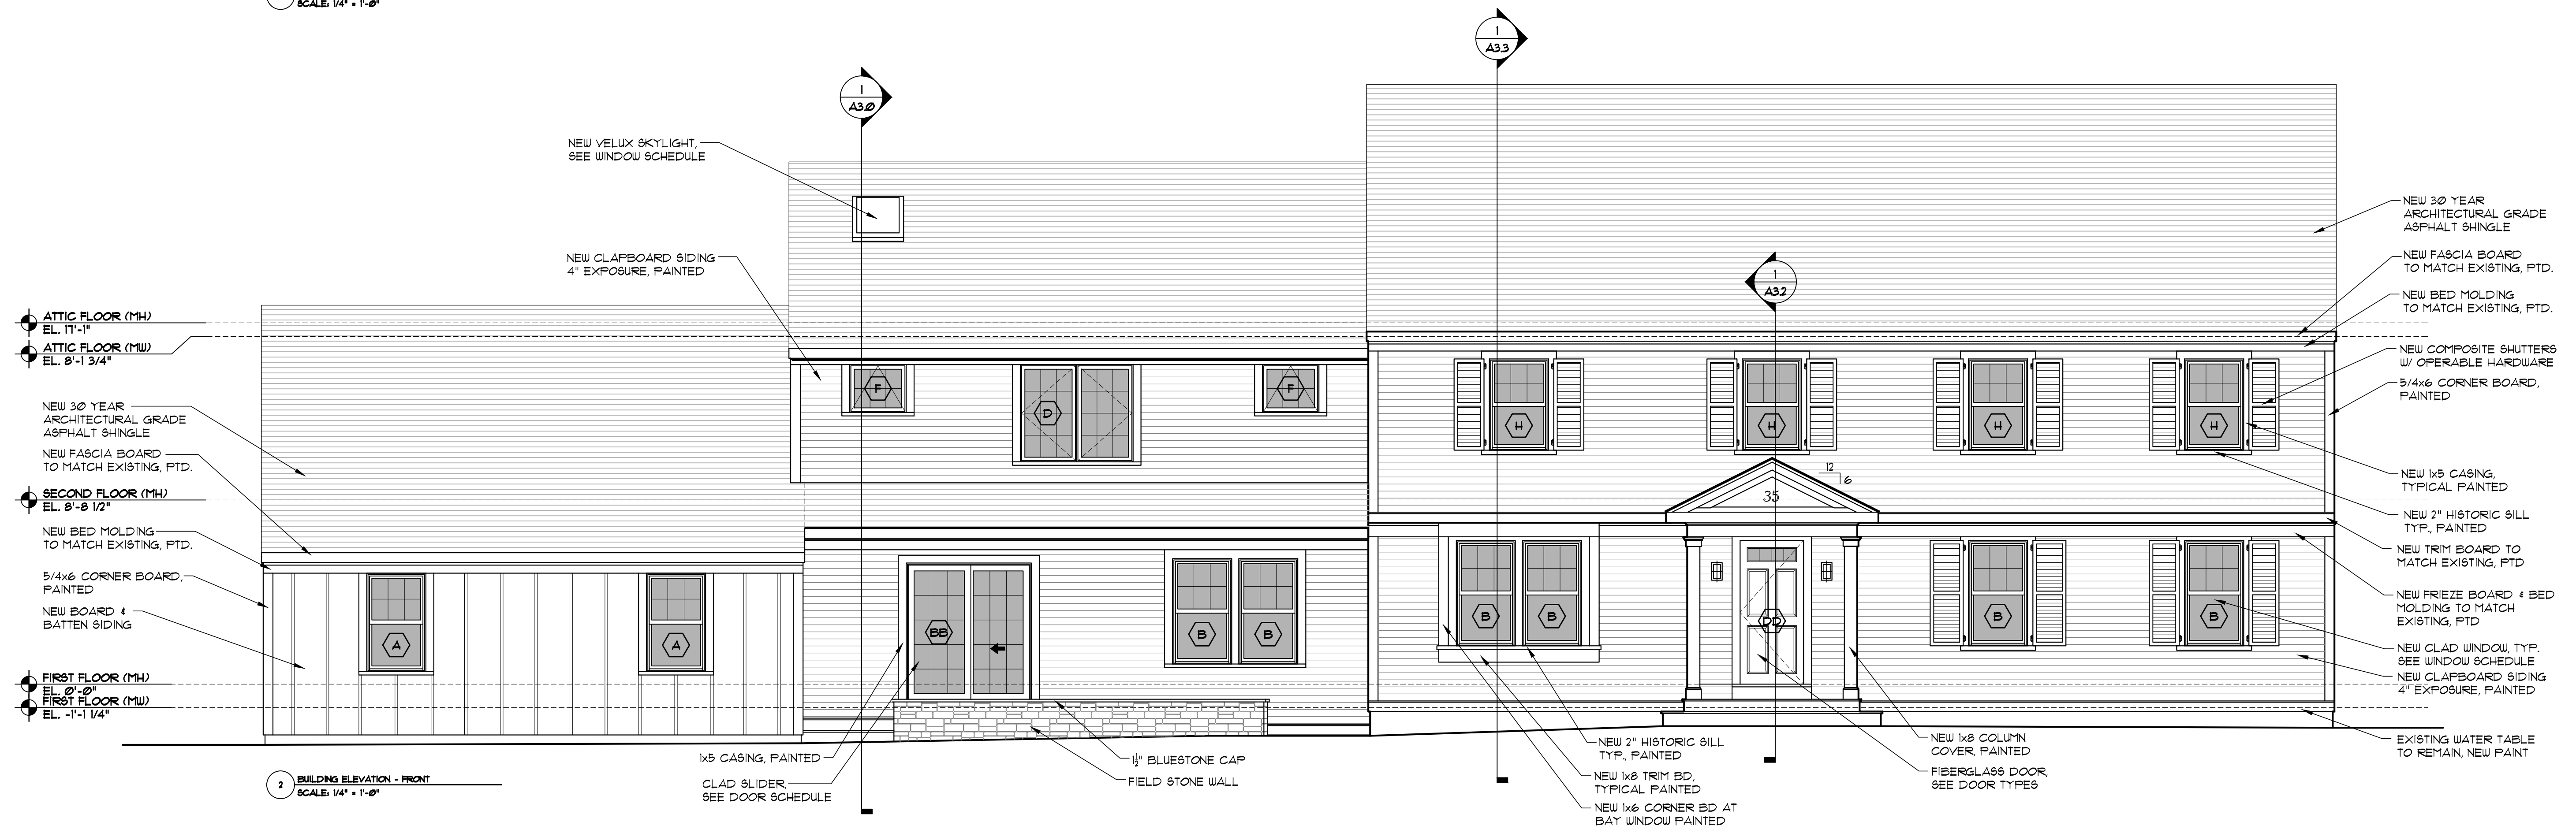 SCALE: 1/4" = 1'-0"
1
A3.3
1
A3.0
NEW VELUX SKYLIGHT,
SEE WINDOW SCHEDULE
NEW CLAPBOARD SIDING
4" EXPOSURE, PAINTED
1
A3.2
ATTIC FLOOR (MH)
EL. 17'-1"
ATTIC FLOOR (MW)
EL. 8'-1 3/4"
NEW 30 YEAR
ARCHITECTURAL GRADE
ASPHALT SHINGLE
NEW FASCIA BOARD
TO MATCH EXISTING, PTD.
SECOND FLOOR (MH)
EL. 8'-8 1/2"
NEW BED MOLDING
TO MATCH EXISTING, PTD.
5/4x6 CORNER BOARD,
PAINTED
NEW BOARD &
BATTEN SIDING
FIRST FLOOR (MH)
EL. 0'-0"
FIRST FLOOR (MW)
EL. -1'-1 1/4"
F
D
F
H
H
H
H
12
6
35
A
A
BB
B
B
B
B
DD
B
B
NEW 30 YEAR
ARCHITECTURAL GRADE
ASPHALT SHINGLE
NEW FASCIA BOARD
TO MATCH EXISTING, PTD.
NEW BED MOLDING
TO MATCH EXISTING, PTD.
NEW COMPOSITE SHUTTERS
W/ OPERABLE HARDWARE
5/4x6 CORNER BOARD,
PAINTED
NEW 1x5 CASING,
TYPICAL PAINTED
NEW 2" HISTORIC SILL
TYP., PAINTED
NEW TRIM BOARD TO
MATCH EXISTING, PTD
NEW FRIEZE BOARD & BED
MOLDING TO MATCH
EXISTING, PTD
NEW CLAD WINDOW, TYP.
SEE WINDOW SCHEDULE
NEW CLAPBOARD SIDING
4" EXPOSURE, PAINTED
EXISTING WATER TABLE
TO REMAIN, NEW PAINT
1x5 CASING, PAINTED
CLAD SLIDER,
SEE DOOR SCHEDULE
1½" BLUESTONE CAP
FIELD STONE WALL
NEW 2" HISTORIC SILL
TYP., PAINTED
NEW 1x8 TRIM BD,
TYPICAL PAINTED
NEW 1x6 CORNER BD AT
BAY WINDOW PAINTED
NEW 1x8 COLUMN
COVER, PAINTED
FIBERGLASS DOOR,
SEE DOOR TYPES
2
BUILDING ELEVATION - FRONT
SCALE: 1/4" = 1'-0"